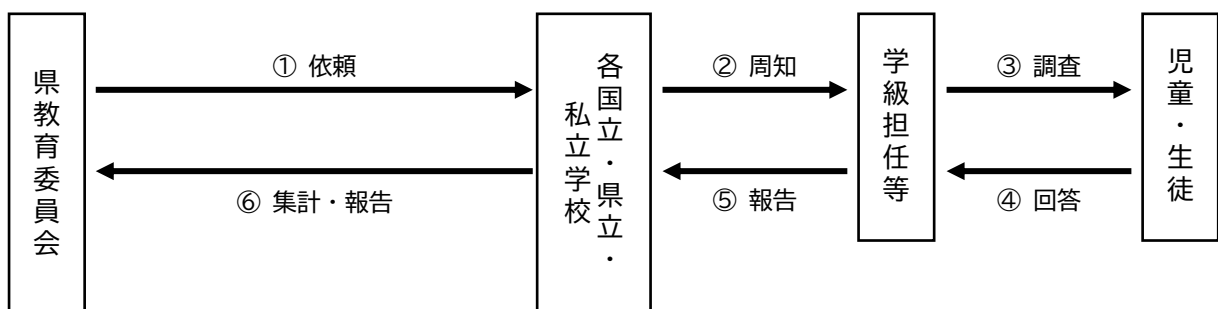 県教育委員会
① 依頼
⑥ 集計・報告
各国立・県立・
私立学校
② 周知
⑤ 報告
学級担任等
③ 調査
④ 回答
児童・生徒